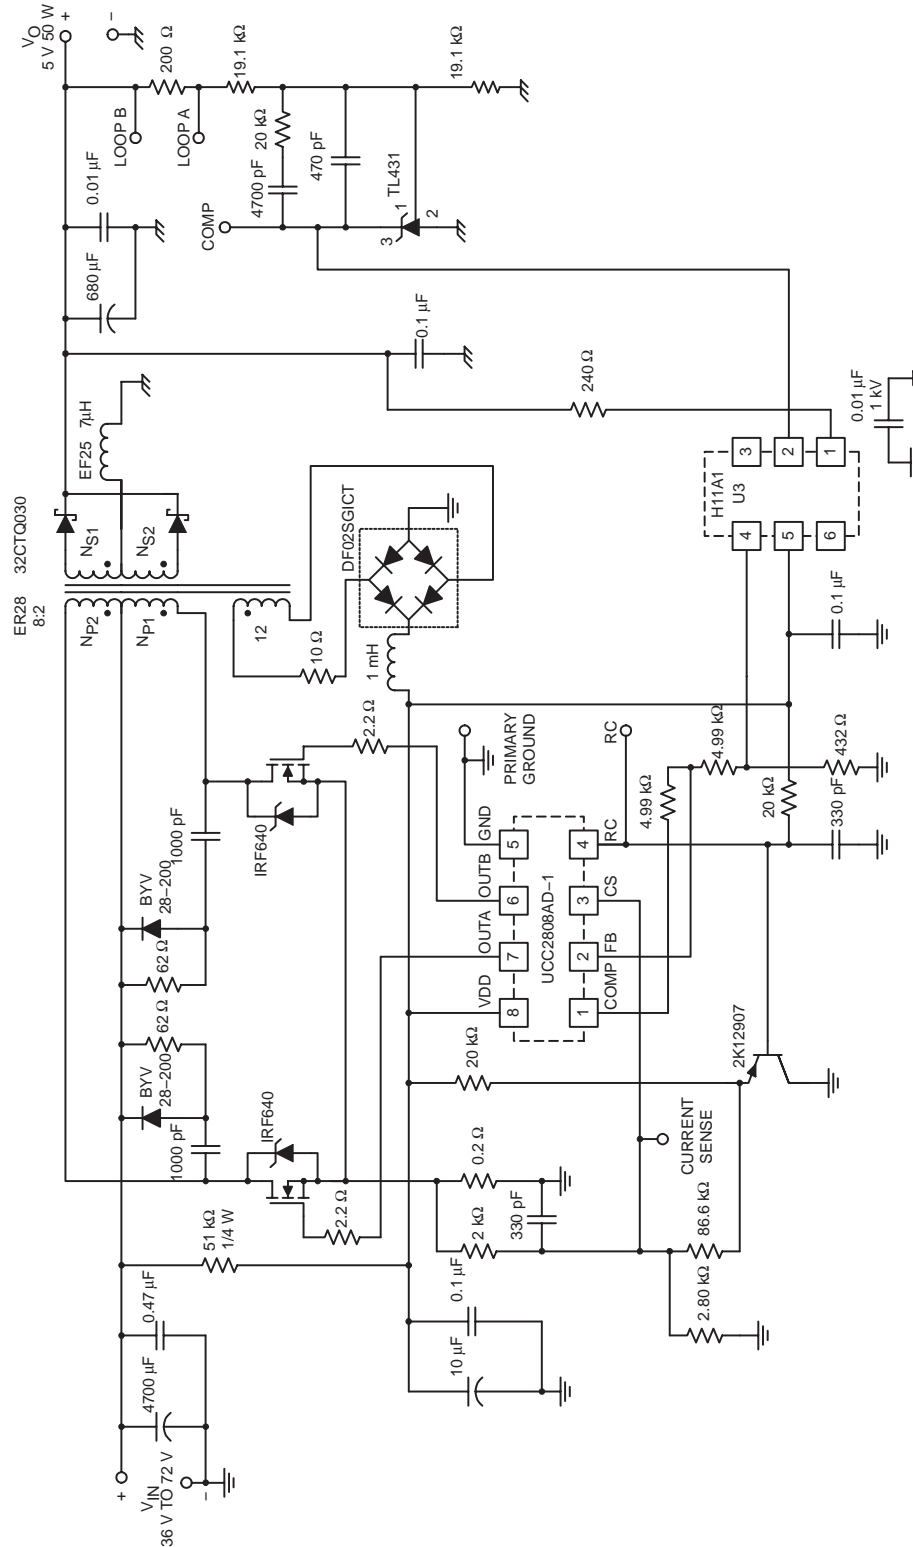 V_IN
36 V TO 72 V
+
−
4700 µF
0.47 µF
51 kΩ
1/4 W
1000 pF
BYV
28−200
62 Ω
62 Ω
BYV
28−200
1000 pF
IRF640
2.2 Ω
IRF640
2.2 Ω
ER28
8:2
32CTQ030
N_P2
N_P1
N_S1
N_S2
12
EF25 7µH
10 Ω
1 mH
DF02SGICT
680 µF
0.01 µF
V_O
5 V 50 W
+
−
200 Ω
LOOP B
LOOP A
19.1 kΩ
20 kΩ
4700 pF
470 pF
COMP
TL431
3
1
2
19.1 kΩ
0.1 µF
240 Ω
10 µF
0.1 µF
2 kΩ
330 pF
0.2 Ω
20 kΩ
VDD
OUTA
OUTB
GND
8
7
6
5
UCC2808AD−1
1
2
3
4
COMP
FB
CS
RC
PRIMARY
GROUND
RC
4.99 kΩ
4.99 kΩ
432 Ω
20 kΩ
330 pF
0.1 µF
H11A1
U3
4
5
6
3
2
1
0.01 µF
1 kV
CURRENT
SENSE
2.80 kΩ
86.6 kΩ
2K12907